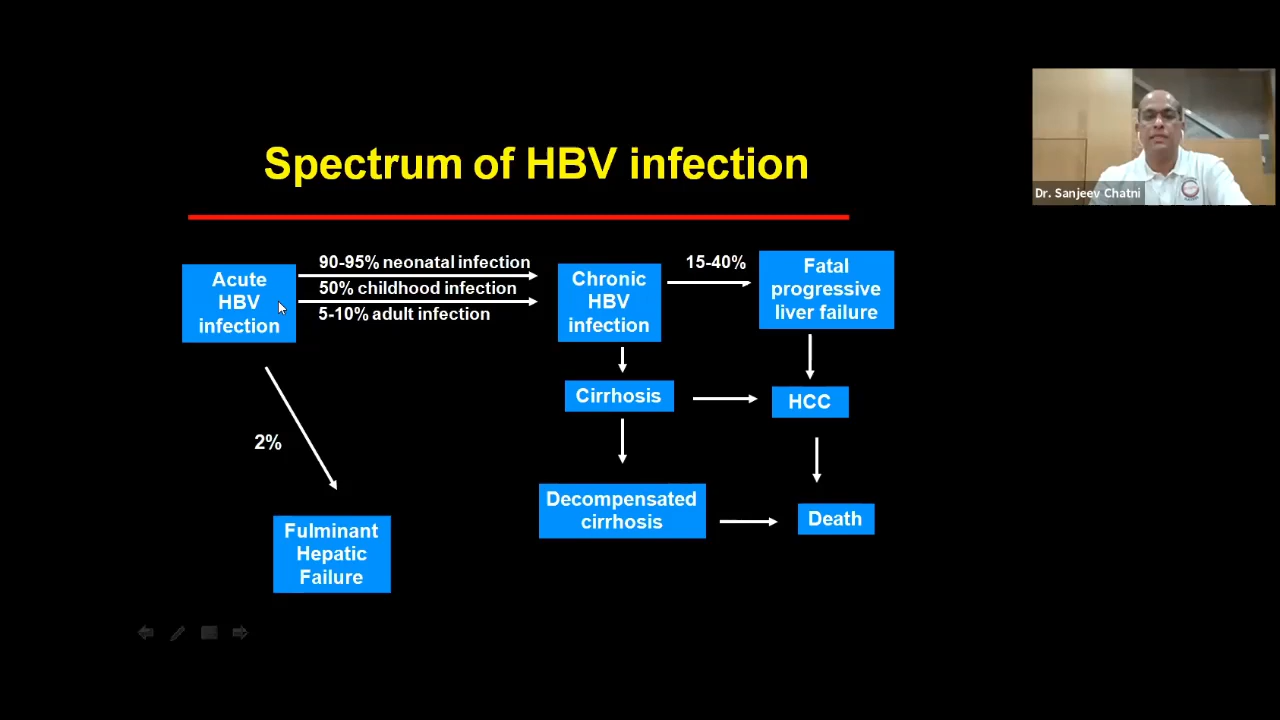 Spectrum of HBV infection
Dr. Sanjeev Chatni
90-95% neonatal infection
50% childhood infection
5-10% adult infection
Acute
HBV
infection
Chronic
HBV
infection
15-40%
Fatal
progressive
liver failure
Cirrhosis
HCC
2%
Decompensated
cirrhosis
Death
Fulminant
Hepatic
Failure